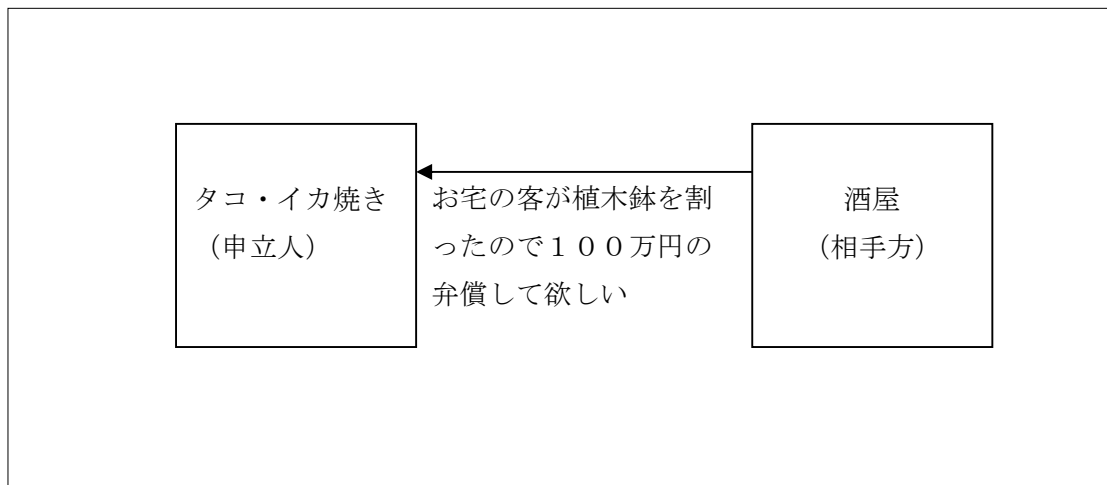 タコ・イカ焼き
（申立人）
お宅の客が植木鉢を割
ったので１００万円の
弁償して欲しい
酒屋
（相手方）